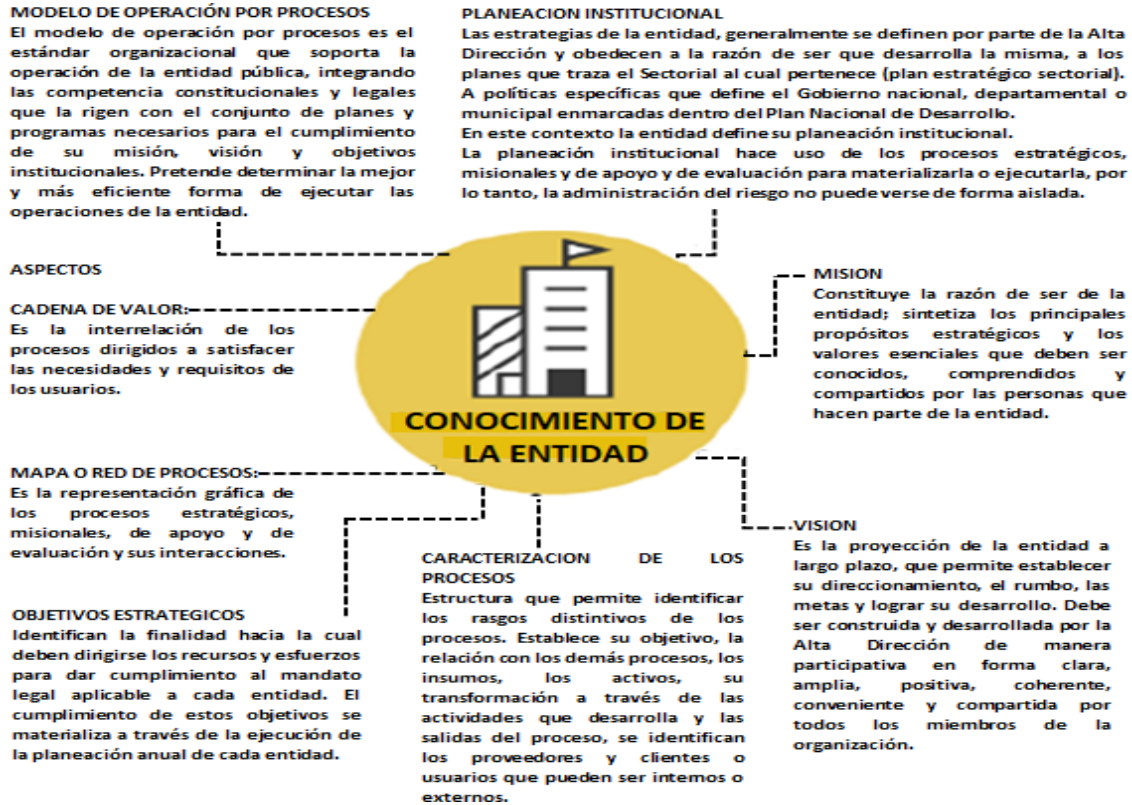 MODELO DE OPERACIÓN POR PROCESOS
El modelo de operación por procesos es el
estándar organizacional que soporta la
operación de la entidad pública, integrando
las competencia constitucionales y legales
que la rigen con el conjunto de planes y
programas necesarios para el cumplimiento
de su misión, visión y objetivos
institucionales. Pretende determinar la mejor
y más eficiente forma de ejecutar las
operaciones de la entidad.
PLANEACION INSTITUCIONAL
Las estrategias de la entidad, generalmente se definen por parte de la Alta
Dirección y obedecen a la razón de ser que desarrolla la misma, a los
planes que traza el Sectorial al cual pertenece (plan estratégico sectorial).
A políticas específicas que define el Gobierno nacional, departamental o
municipal enmarcadas dentro del Plan Nacional de Desarrollo.
En este contexto la entidad define su planeación institucional.
La planeación institucional hace uso de los procesos estratégicos,
misionales y de apoyo y de evaluación para materializarla o ejecutarla, por
lo tanto, la administración del riesgo no puede verse de forma aislada.
ASPECTOS
CADENA DE VALOR:
Es la interrelación de los
procesos dirigidos a satisfacer
las necesidades y requisitos de
los usuarios.
CONOCIMIENTO DE
LA ENTIDAD
MISION
Constituye la razón de ser de la
entidad; sintetiza los principales
propósitos estratégicos y los
valores esenciales que deben ser
conocidos, comprendidos y
compartidos por las personas que
hacen parte de la entidad.
MAPA O RED DE PROCESOS:
Es la representación gráfica de
los procesos estratégicos,
misionales, de apoyo y de
evaluación y sus interacciones.
OBJETIVOS ESTRATEGICOS
Identifican la finalidad hacia la cual
deben dirigirse los recursos y esfuerzos
para dar cumplimiento al mandato
legal aplicable a cada entidad. El
cumplimiento de estos objetivos se
materializa a través de la ejecución de
la planeación anual de cada entidad.
CARACTERIZACION DE LOS
PROCESOS
Estructura que permite identificar
los rasgos distintivos de los
procesos. Establece su objetivo, la
relación con los demás procesos, los
insumos, los activos, su
transformación a través de las
actividades que desarrolla y las
salidas del proceso, se identifican
los proveedores y clientes o
usuarios que pueden ser internos o
externos.
VISION
Es la proyección de la entidad a
largo plazo, que permite establecer
su direccionamiento, el rumbo, las
metas y lograr su desarrollo. Debe
ser construida y desarrollada por la
Alta Dirección de manera
participativa en forma clara,
amplia, positiva, coherente,
conveniente y compartida por
todos los miembros de la
organización.